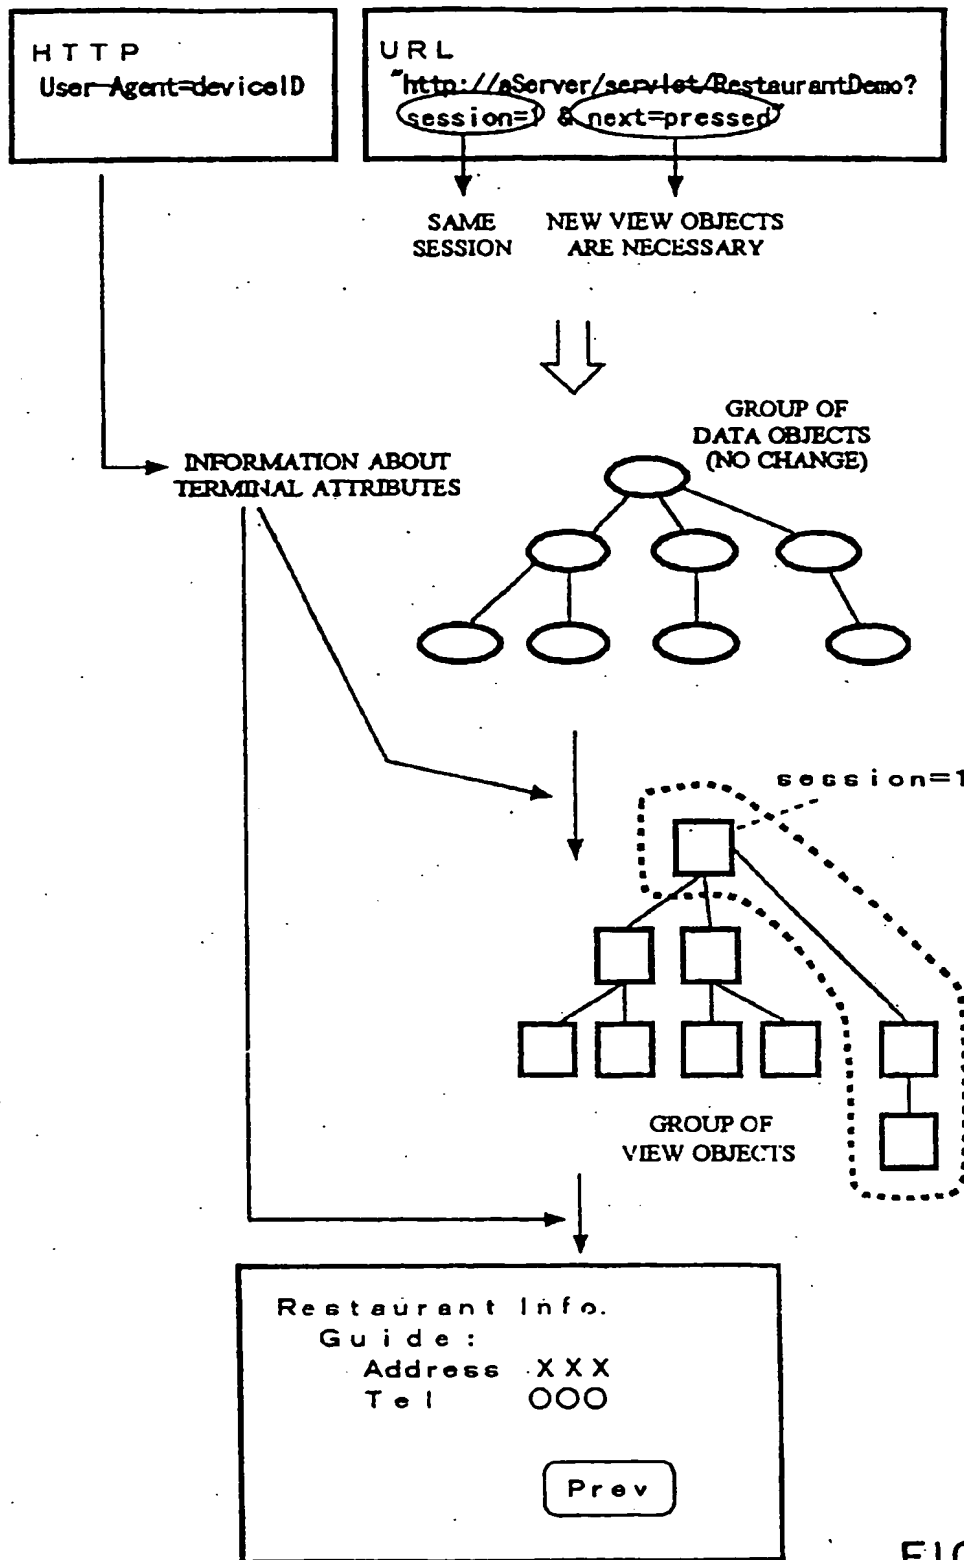 HTTP
User-Agent=deviceID
URL
"http://aServer/servlet/RestaurantDemo?
session=1 & next=pressed"
SAME
SESSION
NEW VIEW OBJECTS
ARE NECESSARY
GROUP OF
DATA OBJECTS
(NO CHANGE)
INFORMATION ABOUT
TERMINAL ATTRIBUTES
session=1
GROUP OF
VIEW OBJECTS
Restaurant Info.
Guide:
Address XXX
Tel OOO
Prev